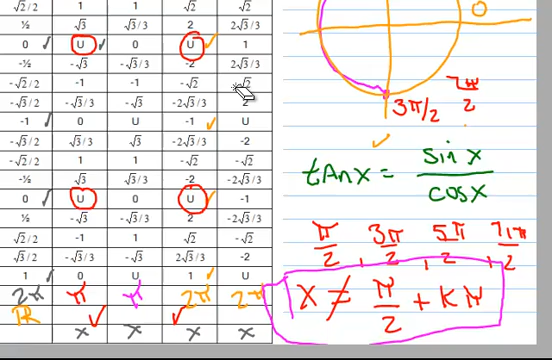 √2/2 1 1 √2 √2
½ √3 √3/3 2 2√3/3
0 U 0 U 1
-½ -√3 -√3/3 -2 2√3/3
-√2/2 -1 -1 -√2 √2
-√3/2 -√3/3 -√3 -2√3/3 2
-1 0 U -1 U
-√3/2 √3/3 √3 -2√3/3 -2
-√2/2 1 1 -√2 -√2
-½ √3 √3/3 -2 -2√3/3
0 U 0 U -1
½ -√3 -√3/3 2 -2√3/3
√2/2 -1 1 √2 -√2
√3/2 -√3/3 -√3 2√3/3 -2
1 0 U 1 U
2π π π 2π 2π
ℝ
x x x x
0
3π/2
7π/2
tAnx = sinx/cosx
π/2, 3π/2, 5π/2, 7π/2
x ≠ π/2 + kπ